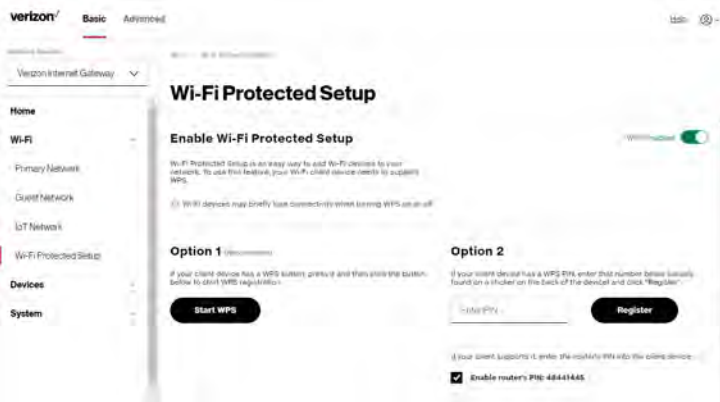 verizon
Basic
Advanced
Help
Verizon Internet Gateway
Wi-Fi Protected Setup
Home
Wi-Fi
Enable Wi-Fi Protected Setup
Wi-Fi Protected Setup is an easy way to add Wi-Fi devices to your
network. To use this feature, your Wi-Fi client device needs to support
WPS.
Primary Network
Guest Network
Wi-Fi devices may briefly lose connectivity when turning WPS on or off
IoT Network
Wi-Fi Protected Setup
Option 1
Option 2
If your client device has a WPS button, press it and then click the button
below to start WPS registration
If your client device has a WPS PIN, enter that number below (usually
found on a sticker on the back of the device) and click "Register".
Devices
System
Start WPS
Enter PIN
Register
If your client supports it, enter the router's PIN into the client device
Enable router's PIN: 48441445